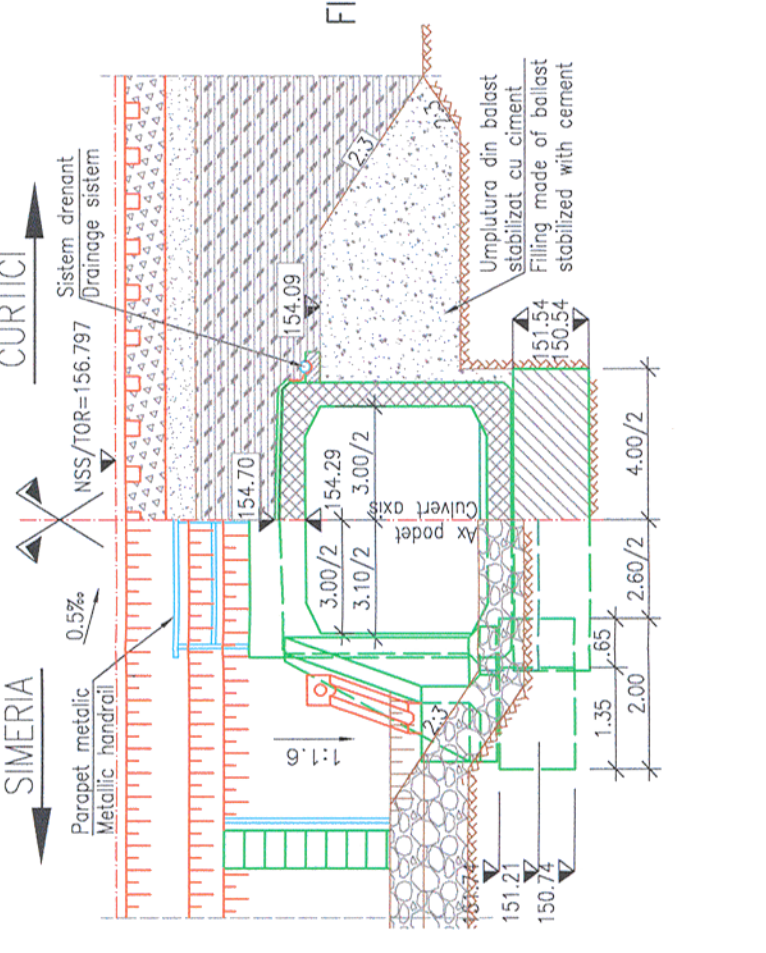 FI
SIMERIA
CURTICI
0.5‰
NSS/TOR=156.797
Parapet metalic
Metallic handrail
Sistem drenant
Drainage sistem
154.70
154.09
154.29
2:3
2:3
2:3
3.00/2
3.00/2
3.10/2
Ax podet
Culvert axis
1:1.6
Umplutura din balast
stabilizat cu ciment
Filling made of ballast
stabilized with cement
151.54
150.54
151.21
150.74
.65
1.35
2.00
2.60/2
4.00/2